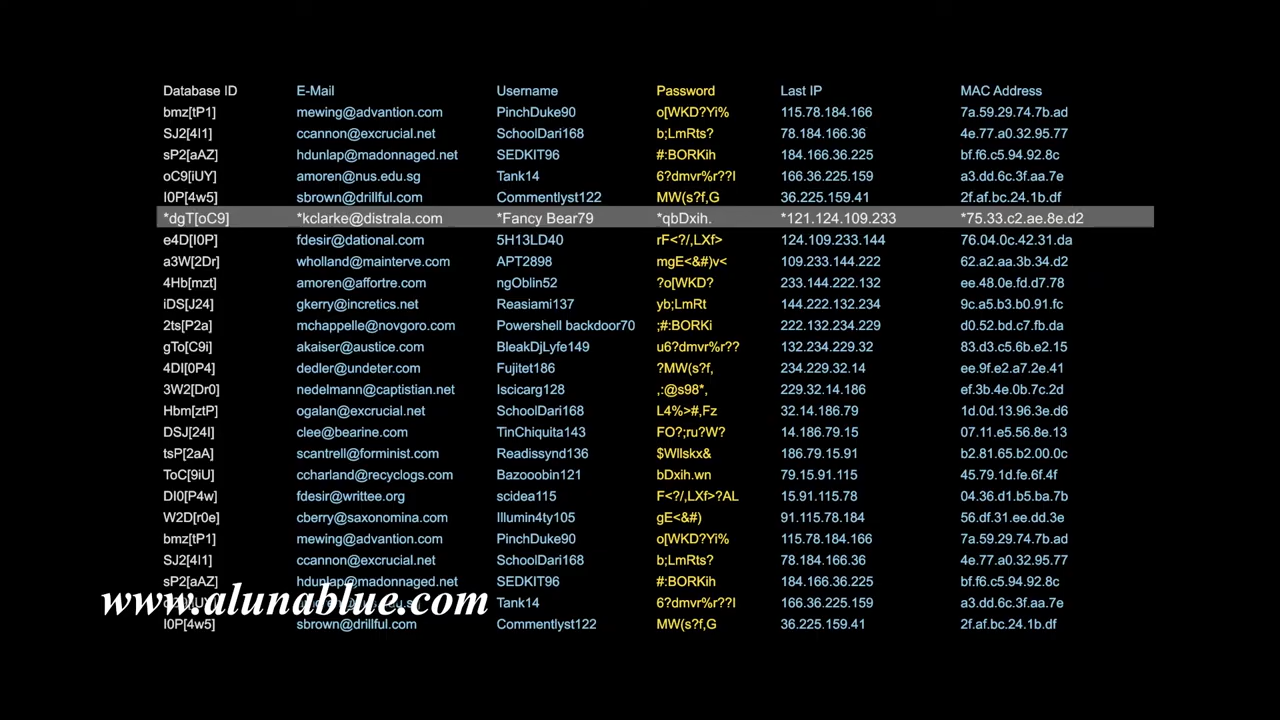 Database ID E-Mail Username Password Last IP MAC Address
bmz[tP1] mewing@advantion.com PinchDuke90 o[WKD?Yi% 115.78.184.166 7a.59.29.74.7b.ad
SJ2[4I1] ccannon@excrucial.net SchoolDari168 b;LmRts? 78.184.166.36 4e.77.a0.32.95.77
sP2[aAZ] hdunlap@madonnaged.net SEDKIT96 #:BORKih 184.166.36.225 bf.f6.c5.94.92.8c
oC9[iUY] amoren@nus.edu.sg Tank14 6?dmvr%r??I 166.36.225.159 a3.dd.6c.3f.aa.7e
I0P[4w5] sbrown@drillful.com Commentlyst122 MW(s?f,G 36.225.159.41 2f.af.bc.24.1b.df
*dgT[oC9] *kclarke@distrala.com *Fancy Bear79 *qbDxih. *121.124.109.233 *75.33.c2.ae.8e.d2
e4D[I0P] fdesir@dational.com 5H13LD40 rF<?/,LXf> 124.109.233.144 76.04.0c.42.31.da
a3W[2Dr] wholland@mainterve.com APT2898 mgE<&#)v< 109.233.144.222 62.a2.aa.3b.34.d2
4Hb[mzt] amoren@affortre.com ngOblin52 ?o[WKD? 233.144.222.132 ee.48.0e.fd.d7.78
iDS[J24] gkerry@incretics.net Reasiami137 yb;LmRt 144.222.132.234 9c.a5.b3.b0.91.fc
2ts[P2a] mchappelle@novgoro.com Powershell backdoor70 ;#:BORKi 222.132.234.229 d0.52.bd.c7.fb.da
gTo[C9i] akaiser@austice.com BleakDjLyfe149 u6?dmvr%r?? 132.234.229.32 83.d3.c5.6b.e2.15
4DI[0P4] dedler@undeter.com Fujitet186 ?MW(s?f, 234.229.32.14 ee.9f.e2.a7.2e.41
3W2[Dr0] nedelmann@captistian.net Iscicarg128 ,:@s98*, 229.32.14.186 ef.3b.4e.0b.7c.2d
Hbm[ztP] ogalan@excrucial.net SchoolDari168 L4%>#,Fz 32.14.186.79 1d.0d.13.96.3e.d6
DSJ[24I] clee@bearine.com TinChiquita143 FO?;ru?W? 14.186.79.15 07.11.e5.56.8e.13
tsP[2aA] scantrell@forminist.com Readissynd136 $Wllskx& 186.79.15.91 b2.81.65.b2.00.0c
ToC[9iU] ccharland@recyclogs.com Bazooobin121 bDxih.wn 79.15.91.115 45.79.1d.fe.6f.4f
DI0[P4w] fdesir@writtee.org scidea115 F<?/,LXf>?AL 15.91.115.78 04.36.d1.b5.ba.7b
W2D[r0e] cberry@saxonomina.com Illumin4ty105 gE<&#) 91.115.78.184 56.df.31.ee.dd.3e
bmz[tP1] mewing@advantion.com PinchDuke90 o[WKD?Yi% 115.78.184.166 7a.59.29.74.7b.ad
SJ2[4I1] ccannon@excrucial.net SchoolDari168 b;LmRts? 78.184.166.36 4e.77.a0.32.95.77
sP2[aAZ] hdunlap@madonnaged.net SEDKIT96 #:BORKih 184.166.36.225 bf.f6.c5.94.92.8c
www.alunablue.com Tank14 6?dmvr%r??I 166.36.225.159 a3.dd.6c.3f.aa.7e
I0P[4w5] sbrown@drillful.com Commentlyst122 MW(s?f,G 36.225.159.41 2f.af.bc.24.1b.df